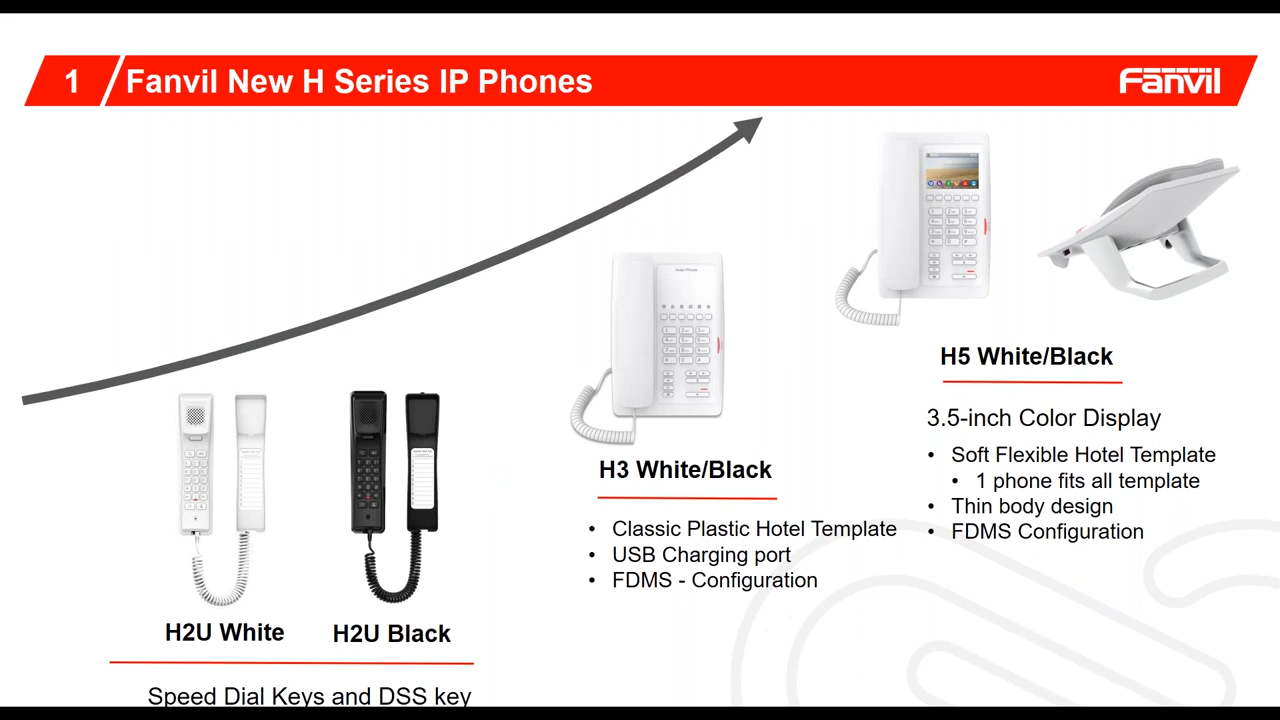 1 Fanvil New H Series IP Phones
Fanvil
Hotel Phone
H5 White/Black
3.5-inch Color Display
• Soft Flexible Hotel Template
• 1 phone fits all template
• Thin body design
• FDMS Configuration
H3 White/Black
• Classic Plastic Hotel Template
• USB Charging port
• FDMS - Configuration
H2U White
H2U Black
Speed Dial Keys and DSS key